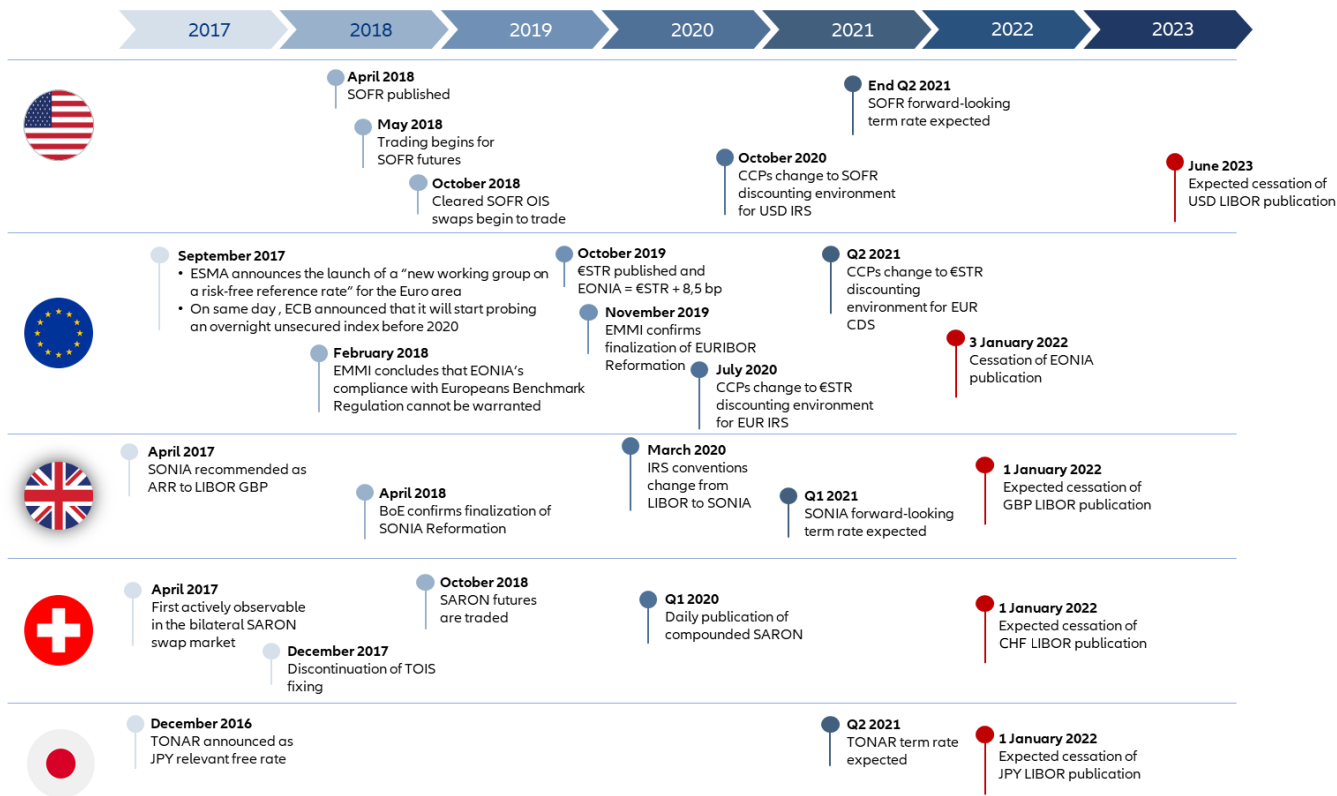 2017
2018
2019
2020
2021
2022
2023
April 2018
SOFR published
May 2018
Trading begins for
SOFR futures
October 2018
Cleared SOFR OIS
swaps begin to trade
October 2020
CCPs change to SOFR
discounting environment
for USD IRS
End Q2 2021
SOFR forward-looking
term rate expected
June 2023
Expected cessation of
USD LIBOR publication
September 2017
• ESMA announces the launch of a “new working group on
a risk-free reference rate” for the Euro area
• On same day , ECB announced that it will start probing
an overnight unsecured index before 2020
February 2018
EMMI concludes that EONIA‘s
compliance with Europeans Benchmark
Regulation cannot be warranted
October 2019
€STR published and
EONIA = €STR + 8,5 bp
November 2019
EMMI confirms
finalization of EURIBOR
Reformation
July 2020
CCPs change to €STR
discounting environment
for EUR IRS
Q2 2021
CCPs change to €STR
discounting
environment for EUR
CDS
3 January 2022
Cessation of EONIA
publication
April 2017
SONIA recommended as
ARR to LIBOR GBP
April 2018
BoE confirms finalization of
SONIA Reformation
March 2020
IRS conventions
change from
LIBOR to SONIA
Q1 2021
SONIA forward-looking
term rate expected
1 January 2022
Expected cessation of
GBP LIBOR publication
April 2017
First actively observable
in the bilateral SARON
swap market
December 2017
Discontinuation of TOIS
fixing
October 2018
SARON futures
are traded
Q1 2020
Daily publication of
compounded SARON
1 January 2022
Expected cessation of
CHF LIBOR publication
December 2016
TONAR announced as
JPY relevant free rate
Q2 2021
TONAR term rate
expected
1 January 2022
Expected cessation of
JPY LIBOR publication